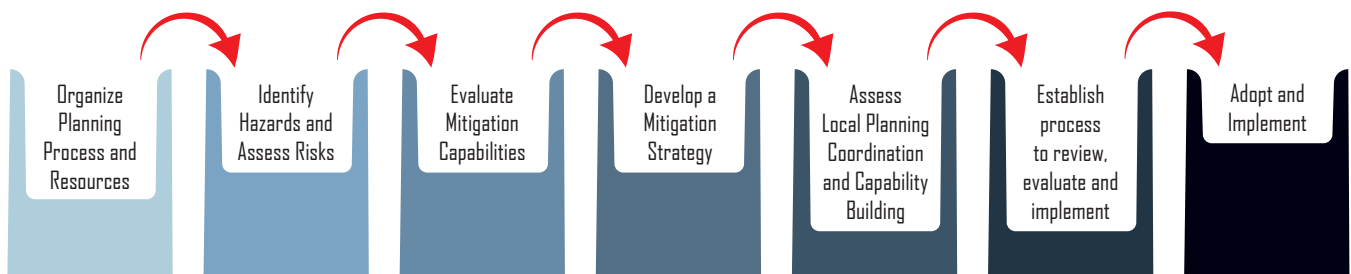 Organize
Planning
Process and
Resources
Identify
Hazards and
Assess Risks
Evaluate
Mitigation
Capabilities
Develop a
Mitigation
Strategy
Assess
Local Planning
Coordination
and Capability
Building
Establish
process
to review,
evaluate and
implement
Adopt and
Implement